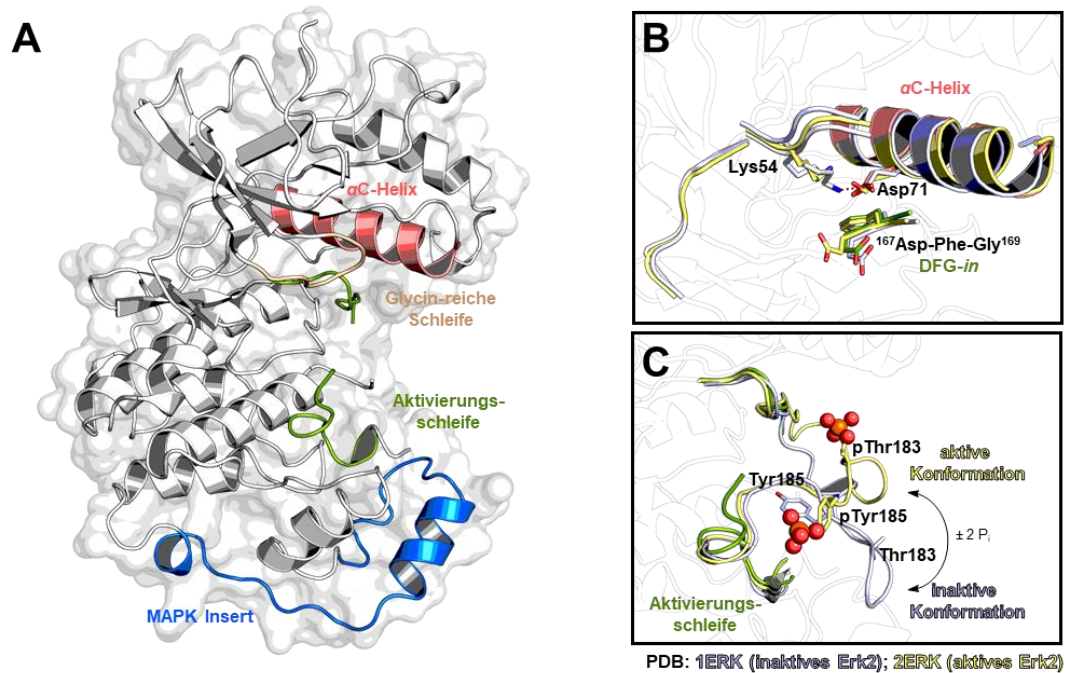 A
αC-Helix
Glycin-reiche
Schleife
Aktivierungs-
schleife
MAPK Insert
B
αC-Helix
Lys54
Asp71
¹⁶⁷Asp-Phe-Gly¹⁶⁹
DFG-in
C
pThr183
aktive
Konformation
Tyr185
pTyr185
± 2 Pᵢ
Thr183
Aktivierungs-
schleife
inaktive
Konformation
PDB: 1ERK (inaktives Erk2); 2ERK (aktives Erk2)